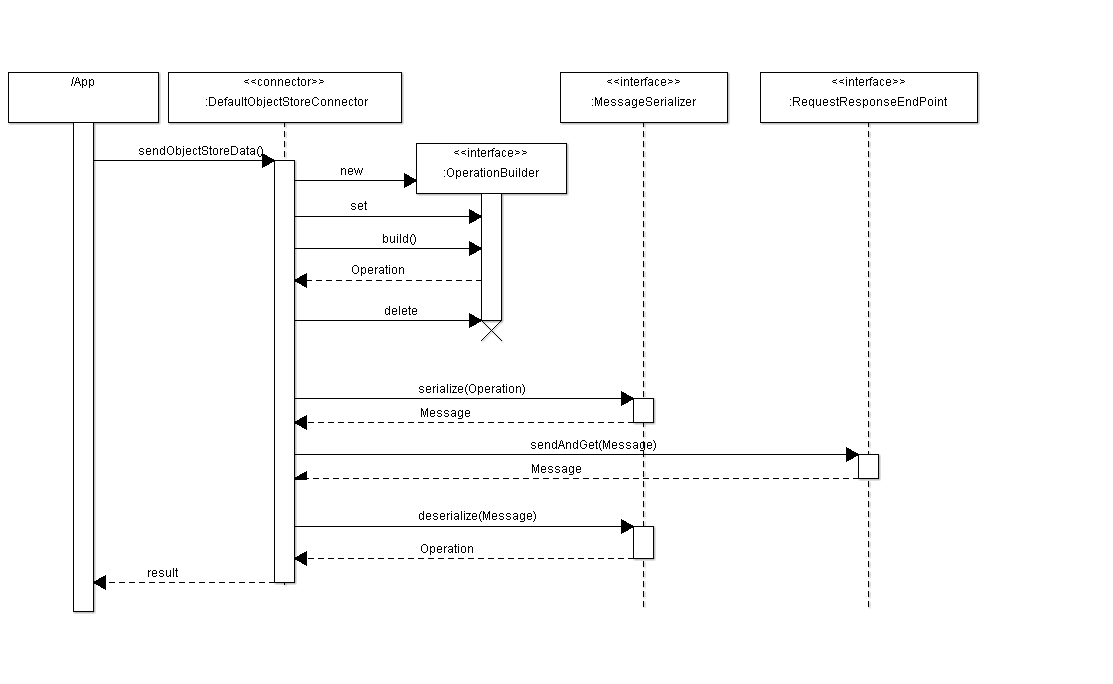 /App
<<connector>>
:DefaultObjectStoreConnector
<<interface>>
:MessageSerializer
<<interface>>
:RequestResponseEndPoint
sendObjectStoreData()
<<interface>>
:OperationBuilder
new
set
build()
Operation
delete
serialize(Operation)
Message
sendAndGet(Message)
Message
deserialize(Message)
Operation
result